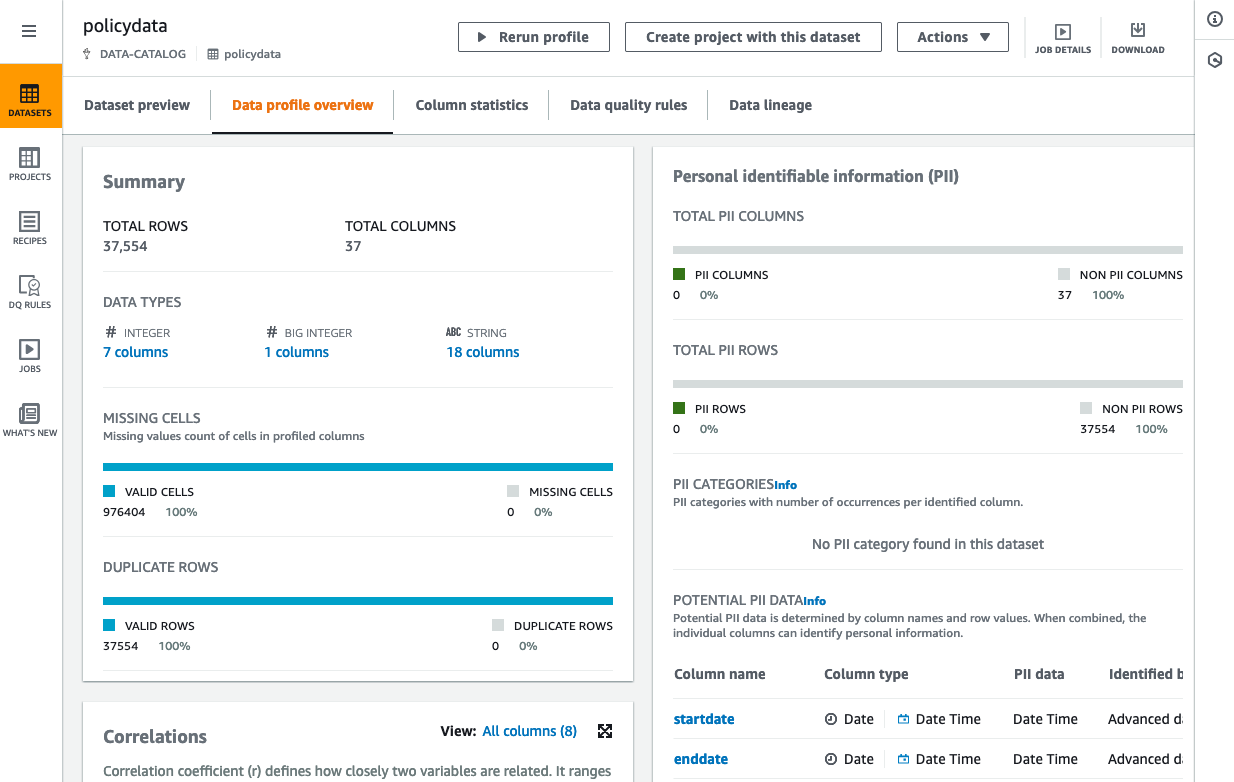 policydata
DATA-CATALOG policydata
Rerun profile
Create project with this dataset
Actions
JOB DETAILS
DOWNLOAD
DATASETS
PROJECTS
RECIPES
DQ RULES
JOBS
WHAT'S NEW
Dataset preview Data profile overview Column statistics Data quality rules Data lineage
Summary
TOTAL ROWS TOTAL COLUMNS
37,554 37
DATA TYPES
# INTEGER # BIG INTEGER ABC STRING
7 columns 1 columns 18 columns
MISSING CELLS
Missing values count of cells in profiled columns
VALID CELLS MISSING CELLS
976404 100% 0 0%
DUPLICATE ROWS
VALID ROWS DUPLICATE ROWS
37554 100% 0 0%
Correlations
View: All columns (8)
Correlation coefficient (r) defines how closely two variables are related. It ranges
Personal identifiable information (PII)
TOTAL PII COLUMNS
PII COLUMNS NON PII COLUMNS
0 0% 37 100%
TOTAL PII ROWS
PII ROWS NON PII ROWS
0 0% 37554 100%
PII CATEGORIESInfo
PII categories with number of occurrences per identified column.
No PII category found in this dataset
POTENTIAL PII DATAInfo
Potential PII data is determined by column names and row values. When combined, the
individual columns can identify personal information.
Column name Column type PII data Identified b
startdate Date Date Time Date Time Advanced da
enddate Date Date Time Date Time Advanced da